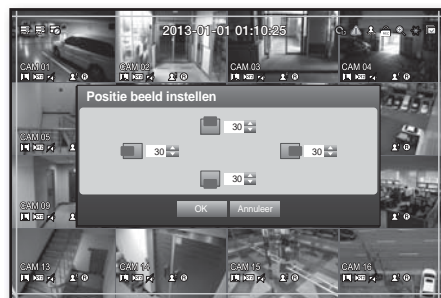 2013-01-01 01:10:25
CAM 01
CAM 02
CAM 03
CAM 04
Positie beeld instellen
30
30
30
30
CAM 05
OK Annuleer
CAM 09
CAM 13
CAM 14
CAM 15
CAM 16